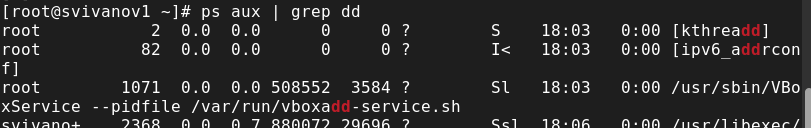 [root@svivanov1 ~]# ps aux | grep dd
root           2  0.0  0.0      0     0 ?        S    18:03   0:00 [kthreadd]
root          82  0.0  0.0      0     0 ?        I<   18:03   0:00 [ipv6_addrcon
f]
root        1071  0.0  0.0 508552  3584 ?        Sl   18:03   0:00 /usr/sbin/VBo
xService --pidfile /var/run/vboxadd-service.sh
svivano+    2368  0.0  0.7 880072 29696 ?        Ssl  18:06   0:00 /usr/libexec/